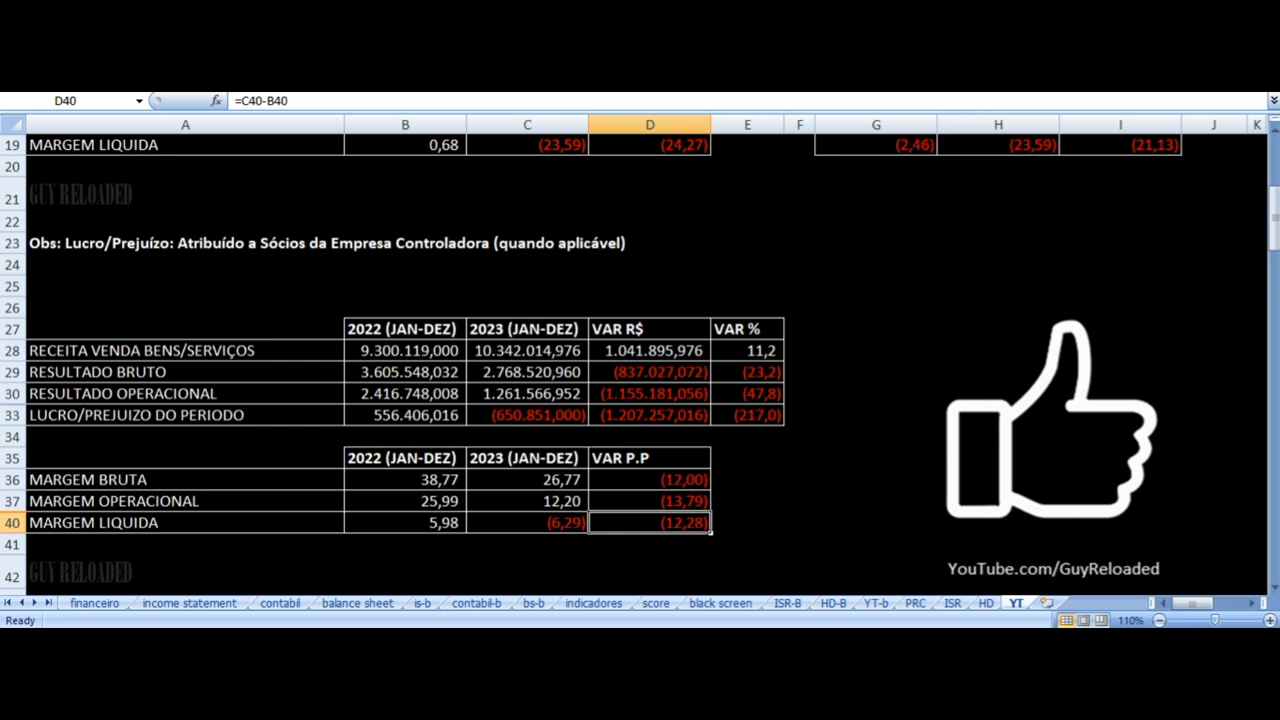 D40 fx =C40-B40
A B C D E F G H I J K
19 MARGEM LIQUIDA 0,68 (23,59) (24,27) (2,46) (23,59) (21,13)
20
21 GUY RELOADED
22
23 Obs: Lucro/Prejuízo: Atribuído a Sócios da Empresa Controladora (quando aplicável)
24
25
26
27 2022 (JAN-DEZ) 2023 (JAN-DEZ) VAR R$ VAR %
28 RECEITA VENDA BENS/SERVIÇOS 9.300.119,000 10.342.014,976 1.041.895,976 11,2
29 RESULTADO BRUTO 3.605.548,032 2.768.520,960 (837.027,072) (23,2)
30 RESULTADO OPERACIONAL 2.416.748,008 1.261.566,952 (1.155.181,056) (47,8)
33 LUCRO/PREJUIZO DO PERIODO 556.406,016 (650.851,000) (1.207.257,016) (217,0)
34
35 2022 (JAN-DEZ) 2023 (JAN-DEZ) VAR P.P
36 MARGEM BRUTA 38,77 26,77 (12,00)
37 MARGEM OPERACIONAL 25,99 12,20 (13,79)
40 MARGEM LIQUIDA 5,98 (6,29) (12,28)
41
YouTube.com/GuyReloaded
42 GUY RELOADED
financeiro income statement contabil balance sheet is-b contabil-b bs-b indicadores score black screen ISR-B HD-B YT-b PRC ISR HD YT
Ready 110%